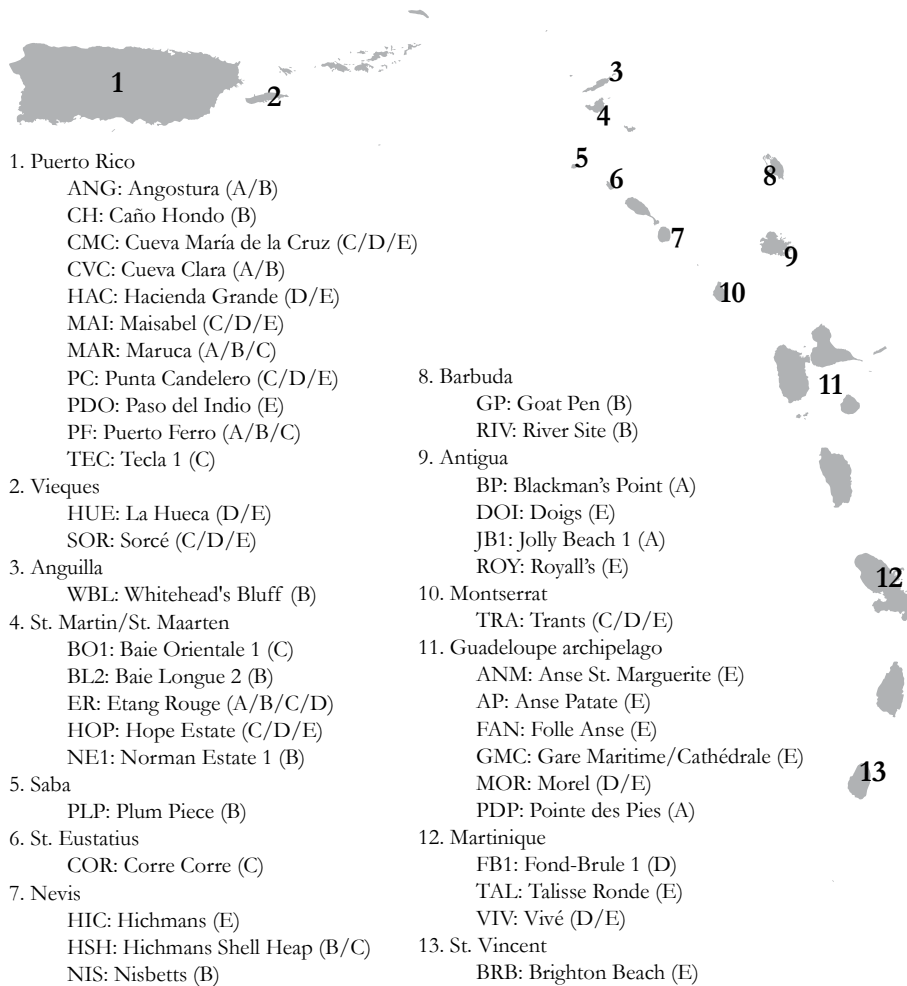 1
2
3
4
5
6
7
8
9
10
11
12
13
1. Puerto Rico
ANG: Angostura (A/B)
CH: Caño Hondo (B)
CMC: Cueva María de la Cruz (C/D/E)
CVC: Cueva Clara (A/B)
HAC: Hacienda Grande (D/E)
MAI: Maisabel (C/D/E)
MAR: Maruca (A/B/C)
PC: Punta Candelero (C/D/E)
PDO: Paso del Indio (E)
PF: Puerto Ferro (A/B/C)
TEC: Tecla 1 (C)
2. Vieques
HUE: La Hueca (D/E)
SOR: Sorcé (C/D/E)
3. Anguilla
WBL: Whitehead's Bluff (B)
4. St. Martin/St. Maarten
BO1: Baie Orientale 1 (C)
BL2: Baie Longue 2 (B)
ER: Etang Rouge (A/B/C/D)
HOP: Hope Estate (C/D/E)
NE1: Norman Estate 1 (B)
5. Saba
PLP: Plum Piece (B)
6. St. Eustatius
COR: Corre Corre (C)
7. Nevis
HIC: Hichmans (E)
HSH: Hichmans Shell Heap (B/C)
NIS: Nisbetts (B)
8. Barbuda
GP: Goat Pen (B)
RIV: River Site (B)
9. Antigua
BP: Blackman's Point (A)
DOI: Doigs (E)
JB1: Jolly Beach 1 (A)
ROY: Royall's (E)
10. Montserrat
TRA: Trants (C/D/E)
11. Guadeloupe archipelago
ANM: Anse St. Marguerite (E)
AP: Anse Patate (E)
FAN: Folle Anse (E)
GMC: Gare Maritime/Cathédrale (E)
MOR: Morel (D/E)
PDP: Pointe des Pies (A)
12. Martinique
FB1: Fond-Brule 1 (D)
TAL: Talisse Ronde (E)
VIV: Vivé (D/E)
13. St. Vincent
BRB: Brighton Beach (E)